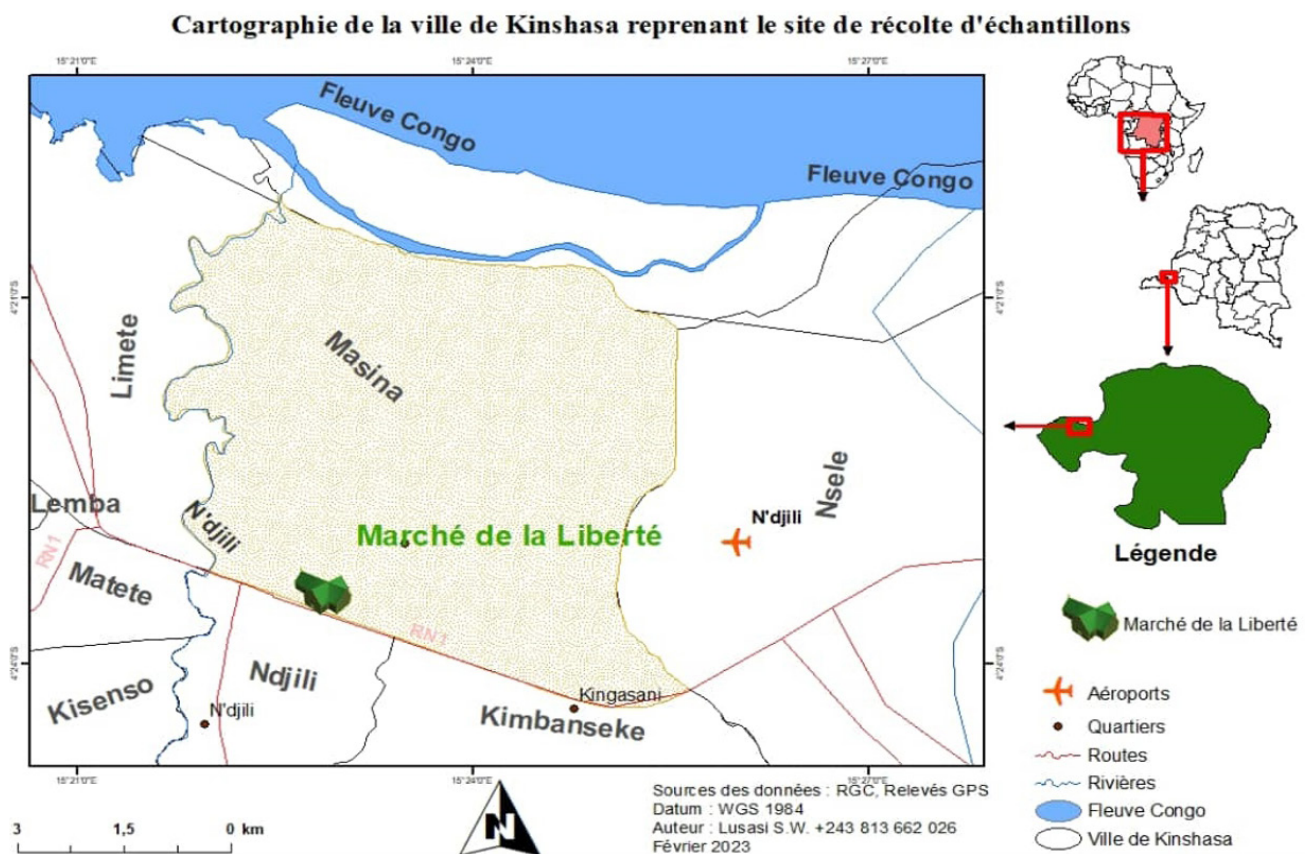 Cartographie de la ville de Kinshasa reprenant le site de récolte d'échantillons
15°21'0"E
15°24'0"E
15°27'0"E
Fleuve Congo
Fleuve Congo
4°21'0"S
4°21'0"S
Limete
Masina
Nsele
Lemba
N'djili
Marché de la Liberté
N'djili
RN1
Matete
RN1
4°24'0"S
4°24'0"S
Kisenso
Ndjili
N'djili
Kingasani
Kimbanseke
15°21'0"E
15°24'0"E
15°27'0"E
Légende
Marché de la Liberté
Aéroports
Quartiers
Routes
Rivières
Fleuve Congo
Ville de Kinshasa
3 1,5 0 km
N
Sources des données : RGC, Relevés GPS
Datum : WGS 1984
Auteur : Lusasi S.W. +243 813 662 026
Février 2023